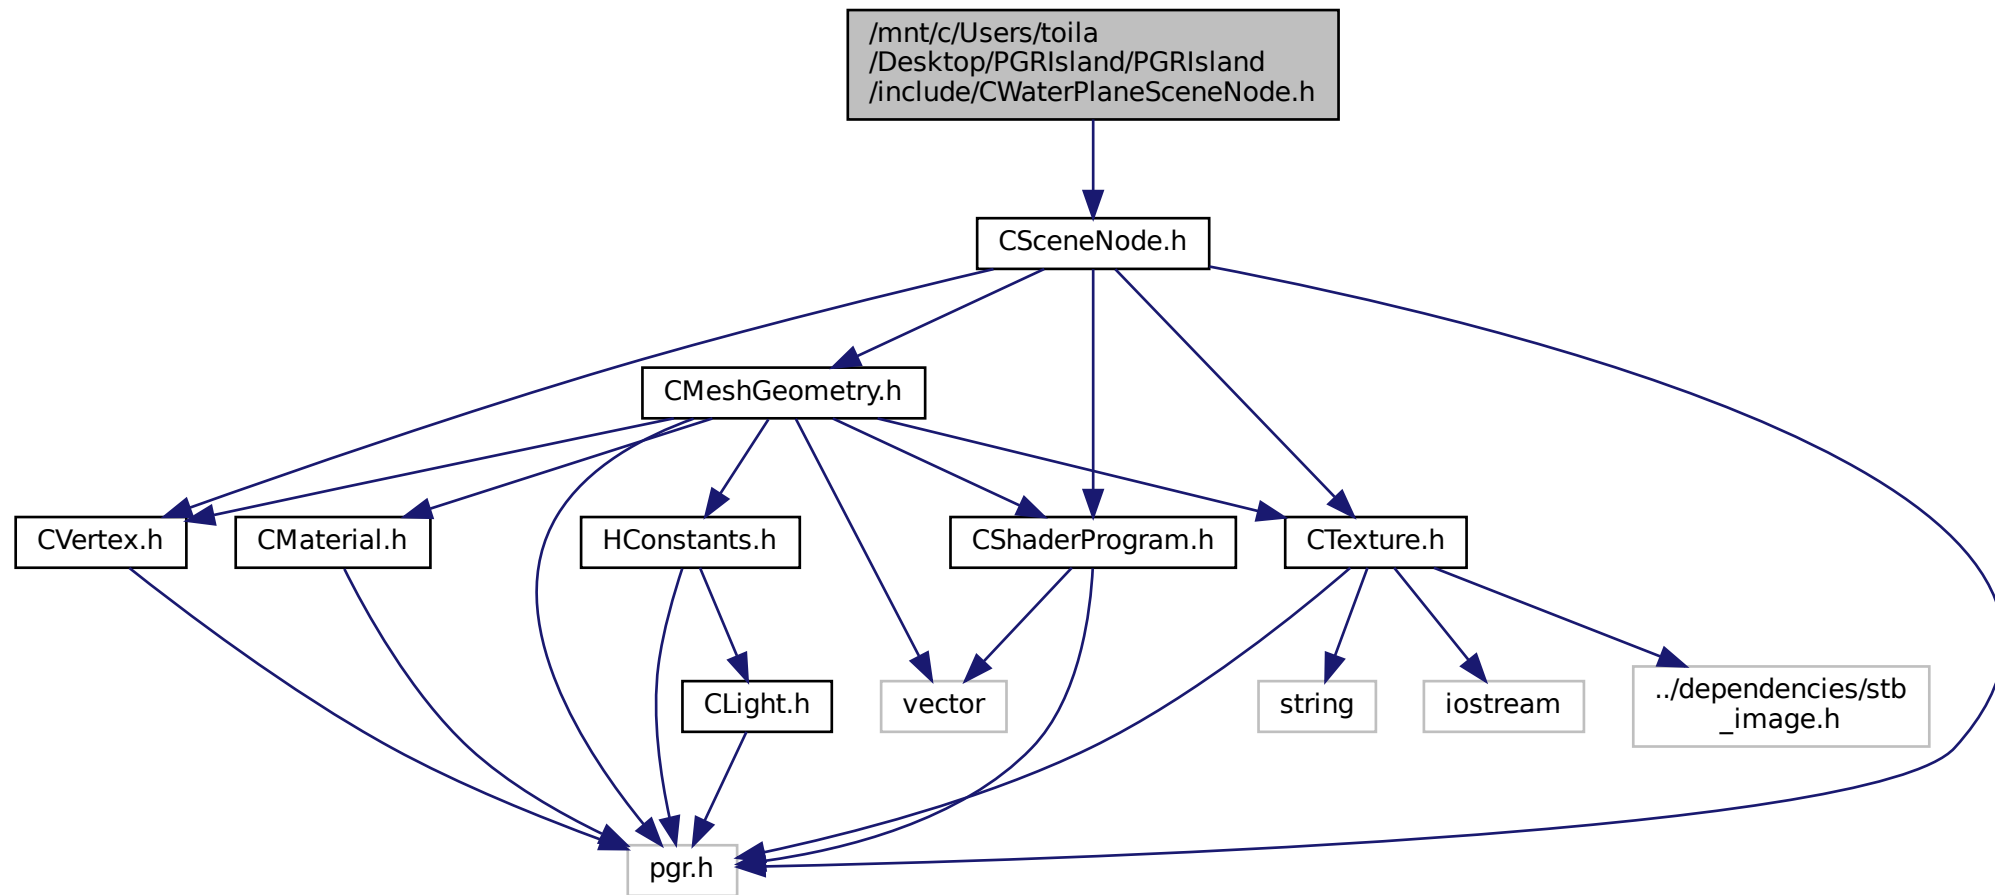 /mnt/c/Users/toila
/Desktop/PGRIsland/PGRIsland
/include/CWaterPlaneSceneNode.h
CSceneNode.h
CMeshGeometry.h
CVertex.h
CMaterial.h
HConstants.h
CShaderProgram.h
CTexture.h
CLight.h
vector
string
iostream
../dependencies/stb
_image.h
pgr.h